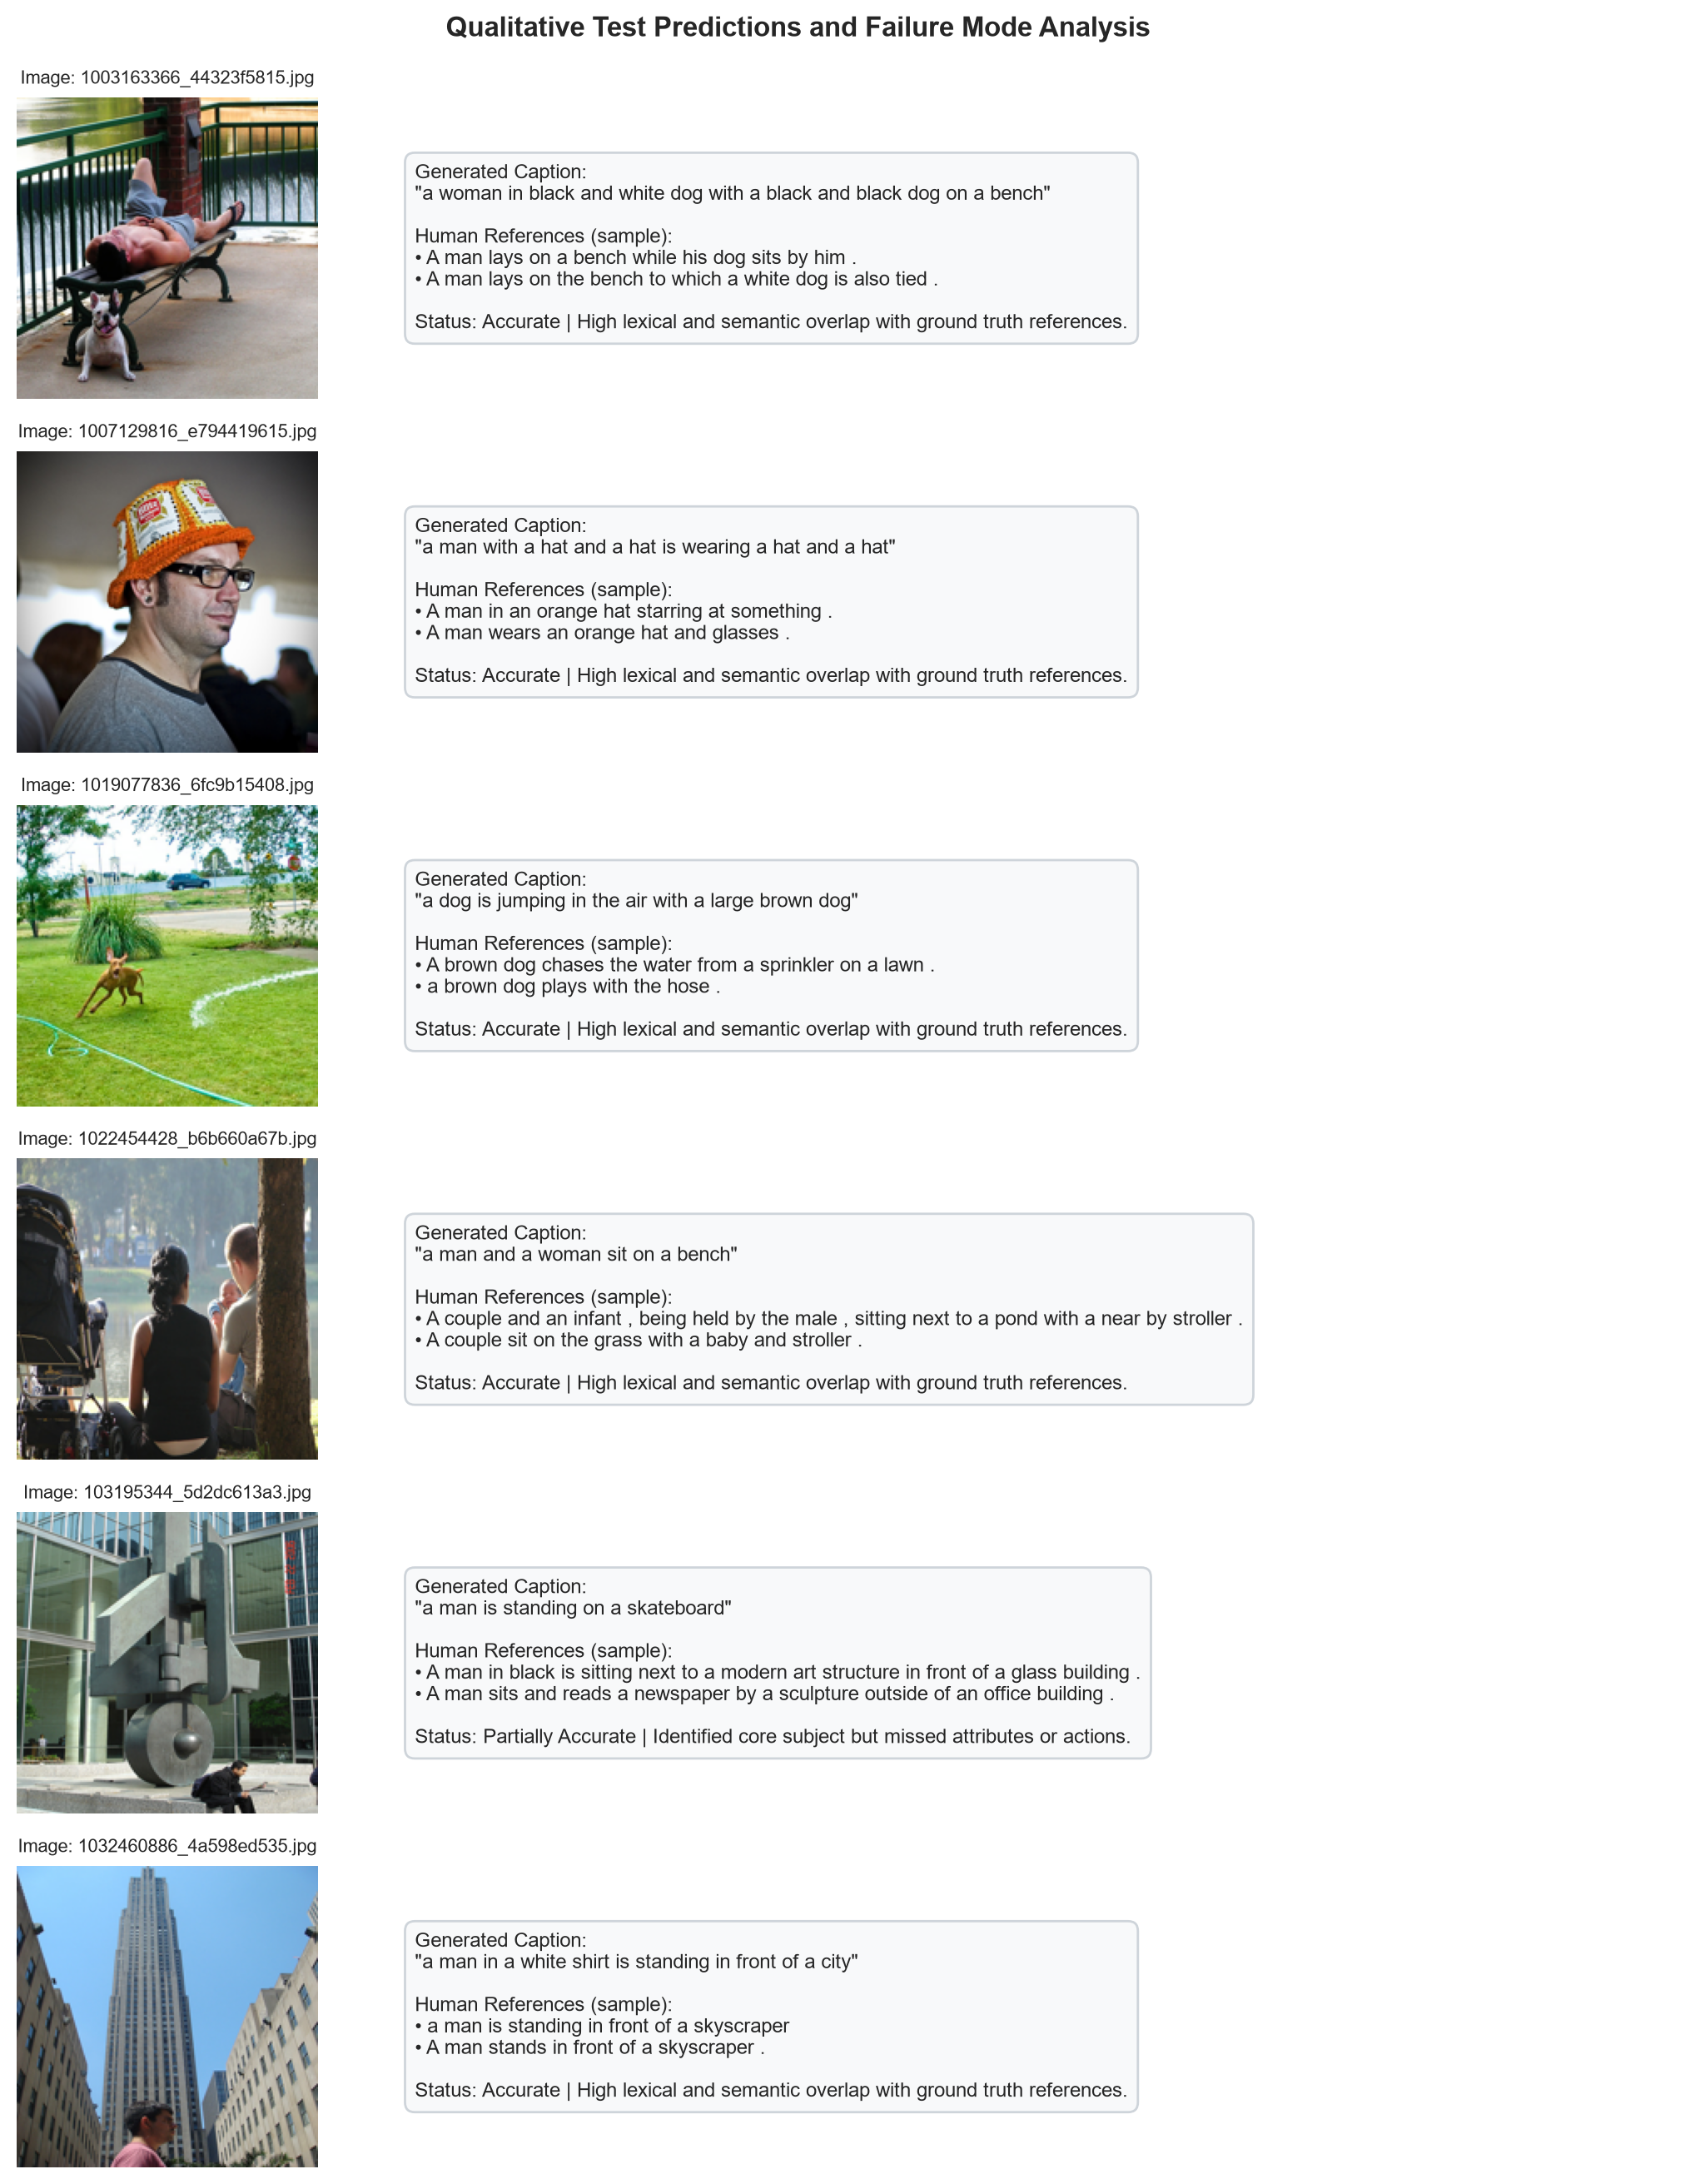 Qualitative Test Predictions and Failure Mode Analysis
Image: 1003163366_44323f5815.jpg
Generated Caption:
"a woman in black and white dog with a black and black dog on a bench"
Human References (sample):
• A man lays on a bench while his dog sits by him .
• A man lays on the bench to which a white dog is also tied .
Status: Accurate | High lexical and semantic overlap with ground truth references.
Image: 1007129816_e794419615.jpg
Generated Caption:
"a man with a hat and a hat is wearing a hat and a hat"
Human References (sample):
• A man in an orange hat starring at something .
• A man wears an orange hat and glasses .
Status: Accurate | High lexical and semantic overlap with ground truth references.
Image: 1019077836_6fc9b15408.jpg
Generated Caption:
"a dog is jumping in the air with a large brown dog"
Human References (sample):
• A brown dog chases the water from a sprinkler on a lawn .
• a brown dog plays with the hose .
Status: Accurate | High lexical and semantic overlap with ground truth references.
Image: 1022454428_b6b660a67b.jpg
Generated Caption:
"a man and a woman sit on a bench"
Human References (sample):
• A couple and an infant , being held by the male , sitting next to a pond with a near by stroller .
• A couple sit on the grass with a baby and stroller .
Status: Accurate | High lexical and semantic overlap with ground truth references.
Image: 103195344_5d2dc613a3.jpg
Generated Caption:
"a man is standing on a skateboard"
Human References (sample):
• A man in black is sitting next to a modern art structure in front of a glass building .
• A man sits and reads a newspaper by a sculpture outside of an office building .
Status: Partially Accurate | Identified core subject but missed attributes or actions.
Image: 1032460886_4a598ed535.jpg
Generated Caption:
"a man in a white shirt is standing in front of a city"
Human References (sample):
• a man is standing in front of a skyscraper
• A man stands in front of a skyscraper .
Status: Accurate | High lexical and semantic overlap with ground truth references.